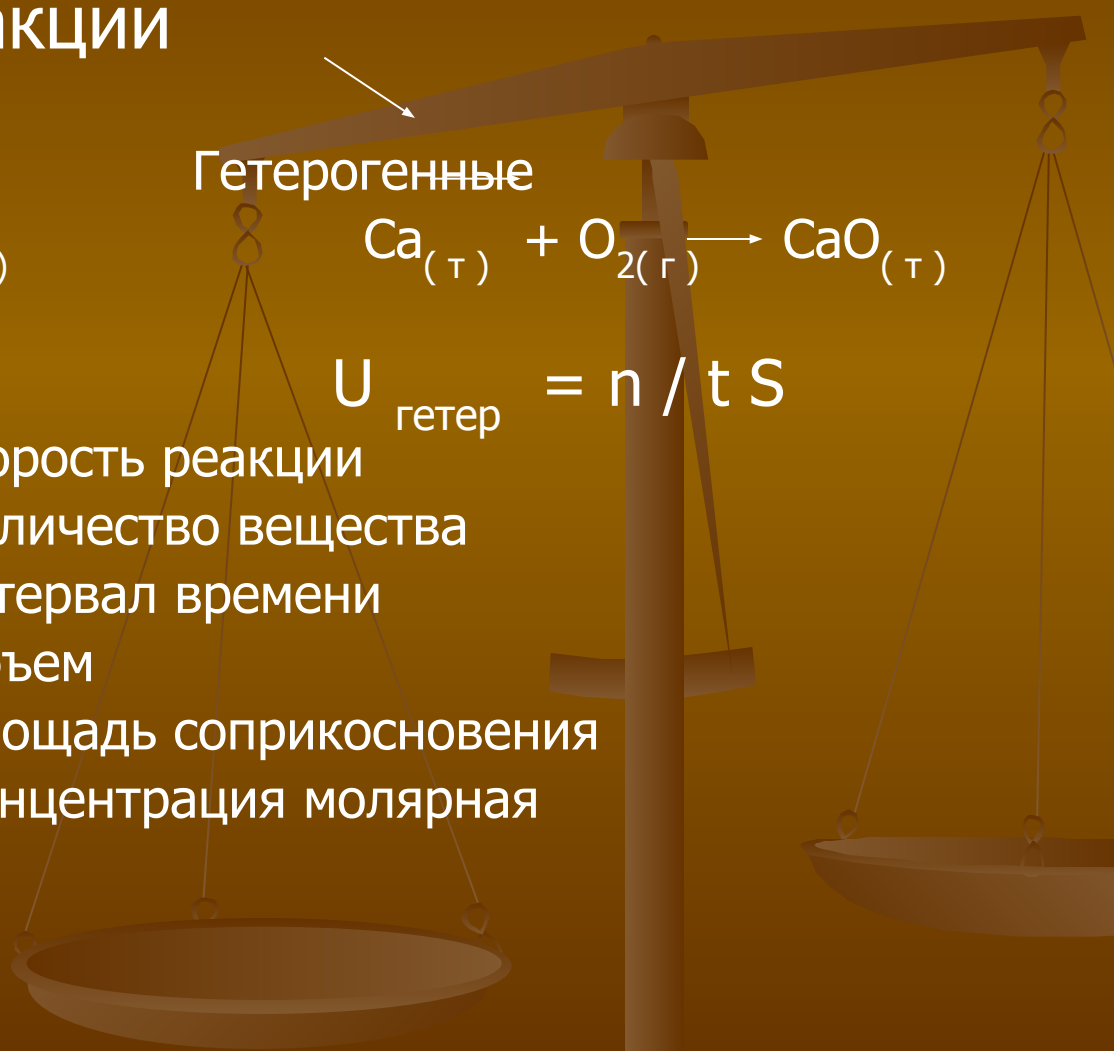 акции
Гетерогенные
Ca( т ) + O2( г ) → CaO( т )
)
U гетер = n / t S
орость реакции
личество вещества
тервал времени
ъем
ощадь соприкосновения
нцентрация молярная